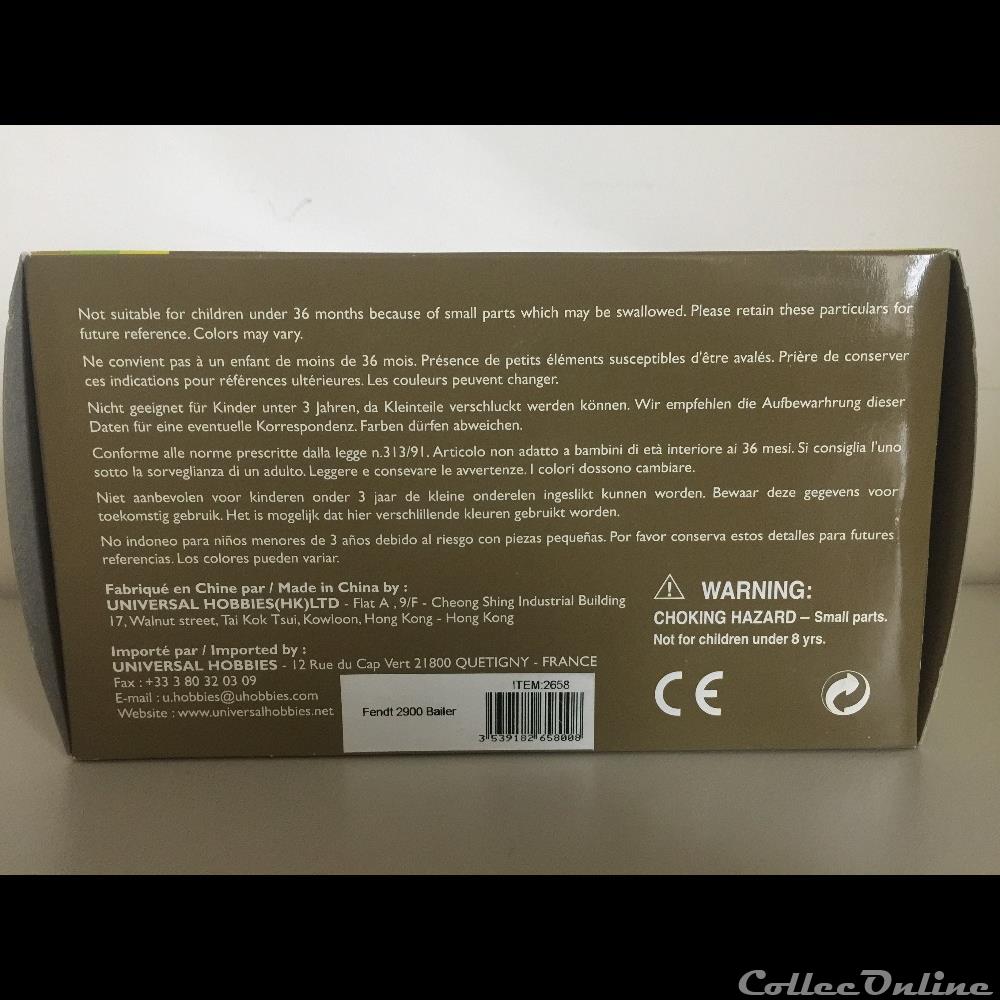 Not suitable for children under 36 months because of small parts which may be swallowed. Please retain these particulars for
future reference. Colors may vary.
Ne convient pas à un enfant de moins de 36 mois. Présence de petits éléments susceptibles d'être avalés. Prière de conserver
ces indications pour références ultérieures. Les couleurs peuvent changer.
Nicht geeignet für Kinder unter 3 Jahren, da Kleinteile verschluckt werden können. Wir empfehlen die Aufbewarhrung dieser
Daten für eine eventuelle Korrespondenz. Farben dürfen abweichen.
Conforme alle norme prescritte dalla legge n.313/91. Articolo non adatto a bambini di età interiore ai 36 mesi. Si consiglia l'uno
sotto la sorveglianza di un adulto. Leggere e consevare le avvertenze. I colori dossono cambiare.
Niet aanbevolen voor kinderen onder 3 jaar de kleine onderelen ingeslikt kunnen worden. Bewaar deze gegevens voor
toekomstig gebruik. Het is mogelijk dat hier verschlillende kleuren gebruikt worden.
No indoneo para niños menores de 3 años debido al riesgo con piezas pequeñas. Por favor conserva estos detalles para futures
referencias. Los colores pueden variar.
Fabriqué en Chine par / Made in China by :
UNIVERSAL HOBBIES(HK)LTD - Flat A , 9/F - Cheong Shing Industrial Building
17, Walnut street, Tai Kok Tsui, Kowloon, Hong Kong - Hong Kong
Importé par / Imported by :
UNIVERSAL HOBBIES - 12 Rue du Cap Vert 21800 QUETIGNY - FRANCE
Fax : +33 3 80 32 03 09
E-mail : u.hobbies@uhobbies.com
Website : www.universalhobbies.net
Fendt 2900 Bailer
ITEM:2658
3 539182 658008
WARNING:
CHOKING HAZARD – Small parts.
Not for children under 8 yrs.
CE
CollecOnline